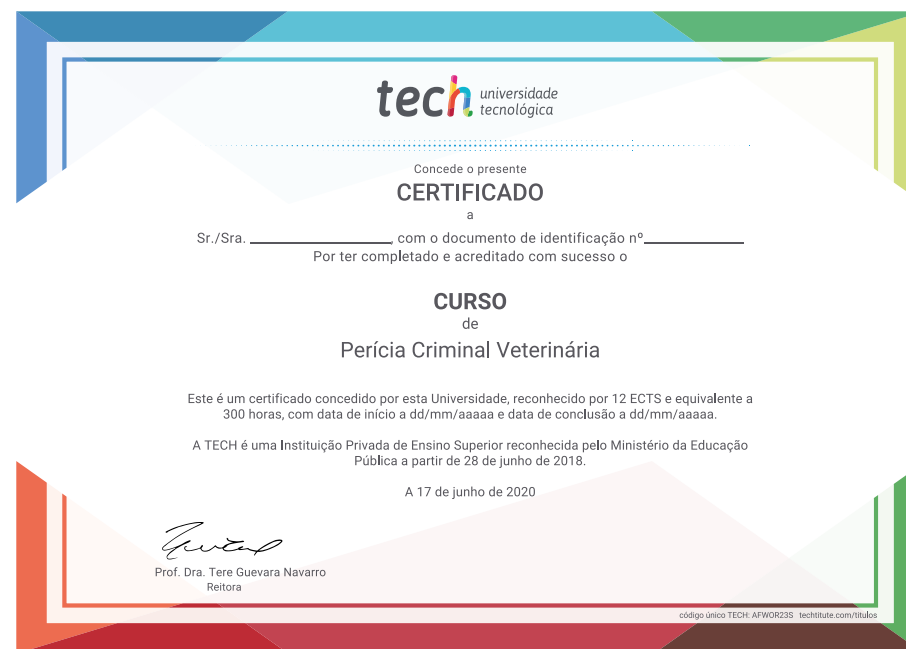 tech universidade
tecnológica
Concede o presente
CERTIFICADO
a
Sr./Sra. ____________________, com o documento de identificação nº______________
Por ter completado e acreditado com sucesso o
CURSO
de
Perícia Criminal Veterinária
Este é um certificado concedido por esta Universidade, reconhecido por 12 ECTS e equivalente a
300 horas, com data de início a dd/mm/aaaaa e data de conclusão a dd/mm/aaaaa.
A TECH é uma Instituição Privada de Ensino Superior reconhecida pelo Ministério da Educação
Pública a partir de 28 de junho de 2018.
A 17 de junho de 2020
Prof. Dra. Tere Guevara Navarro
Reitora
código único TECH: AFWOR23S techtitute.com/titulos